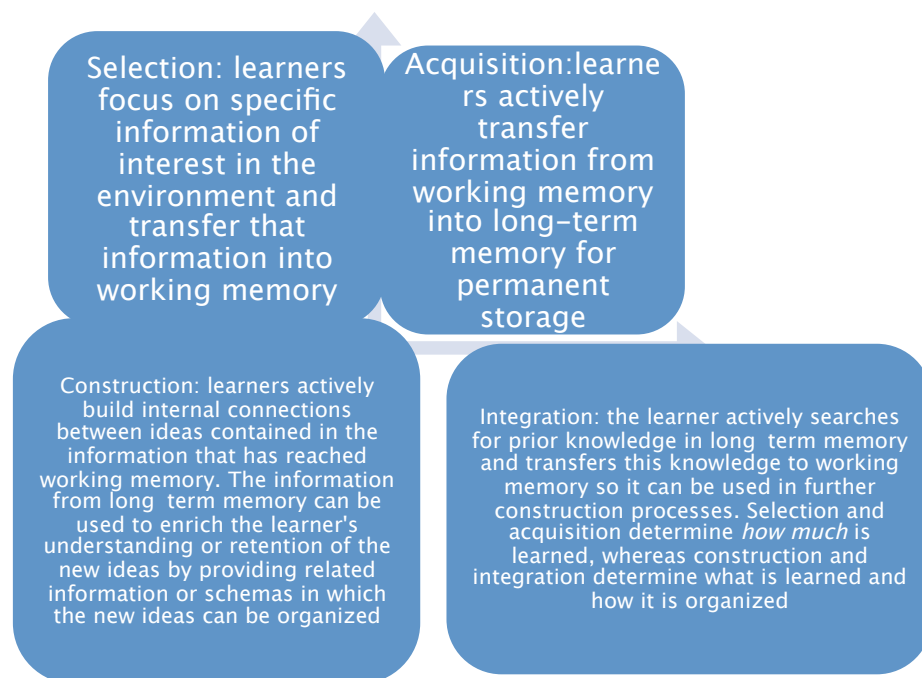 Selection: learners
focus on specific
information of
interest in the
environment and
transfer that
information into
working memory
Acquisition:learne
rs actively
transfer
information from
working memory
into long-term
memory for
permanent
storage
Construction: learners actively
build internal connections
between ideas contained in the
information that has reached
working memory. The information
from long term memory can be
used to enrich the learner's
understanding or retention of the
new ideas by providing related
information or schemas in which
the new ideas can be organized
Integration: the learner actively searches
for prior knowledge in long term memory
and transfers this knowledge to working
memory so it can be used in further
construction processes. Selection and
acquisition determine how much is
learned, whereas construction and
integration determine what is learned and
how it is organized